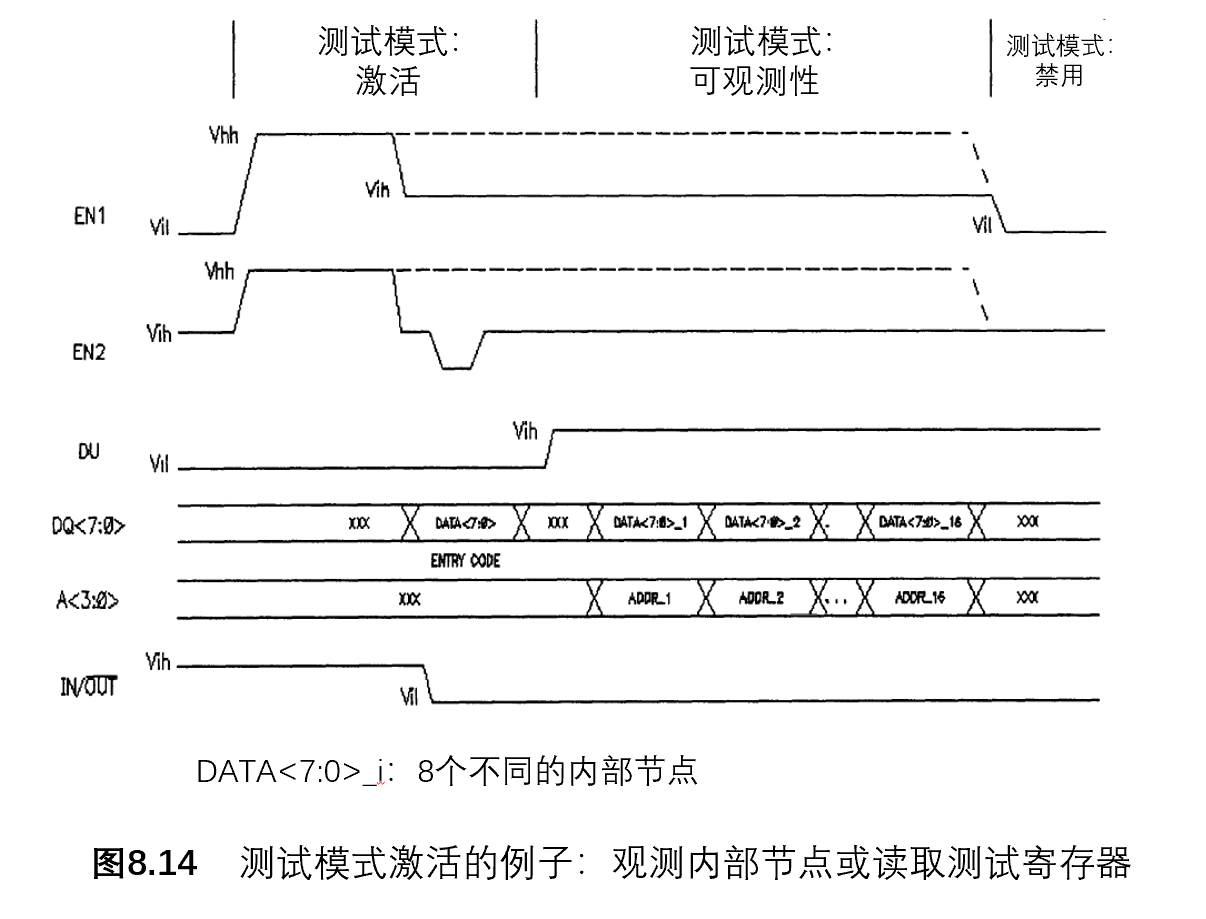 测试模式：
激活
测试模式：
可观测性
测试模式：
禁用
Vhh
Vih
EN1
Vil
Vil
Vhh
Vih
EN2
Vih
DU
Vil
DQ<7:0>
XXX
DATA<7:0>
XXX
DATA<7:0>_1
DATA<7:0>_2
.
DATA<7:0>_16
XXX
ENTRY CODE
A<3:0>
XXX
ADDR_1
ADDR_2
...
ADDR_16
XXX
Vih
IN/OUT
Vil
DATA<7:0>_i：8个不同的内部节点
图8.14 测试模式激活的例子：观测内部节点或读取测试寄存器